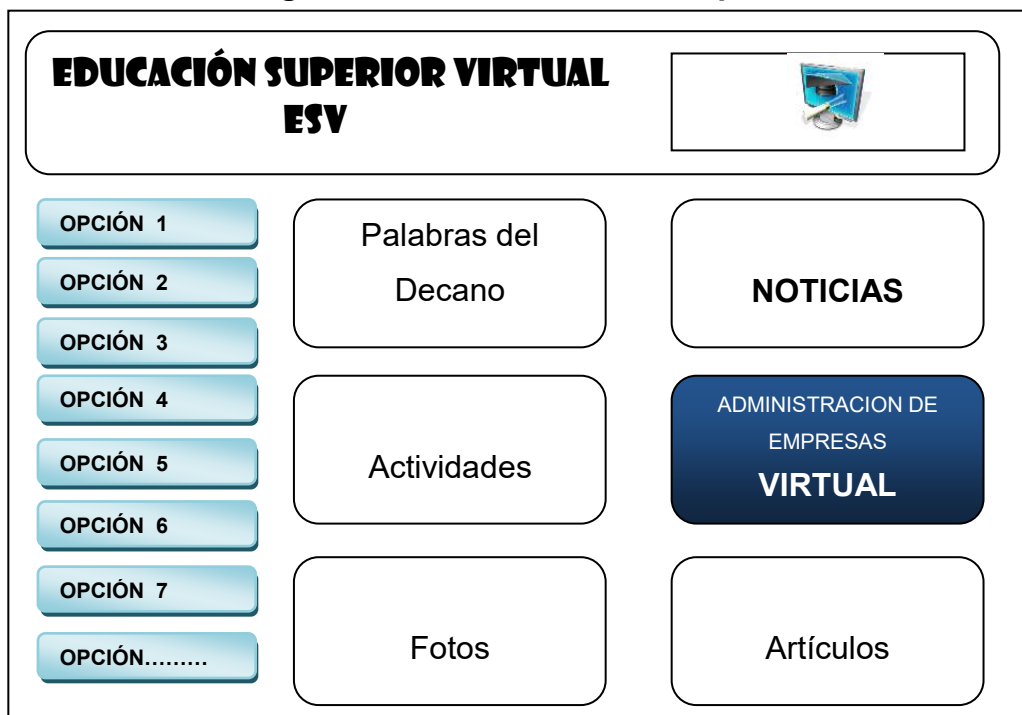 EDUCACIÓN SUPERIOR VIRTUAL
ESV
OPCIÓN 1
OPCIÓN 2
OPCIÓN 3
OPCIÓN 4
OPCIÓN 5
OPCIÓN 6
OPCIÓN 7
OPCIÓN.........
Palabras del
Decano
NOTICIAS
Actividades
ADMINISTRACION DE
EMPRESAS
VIRTUAL
Fotos
Artículos